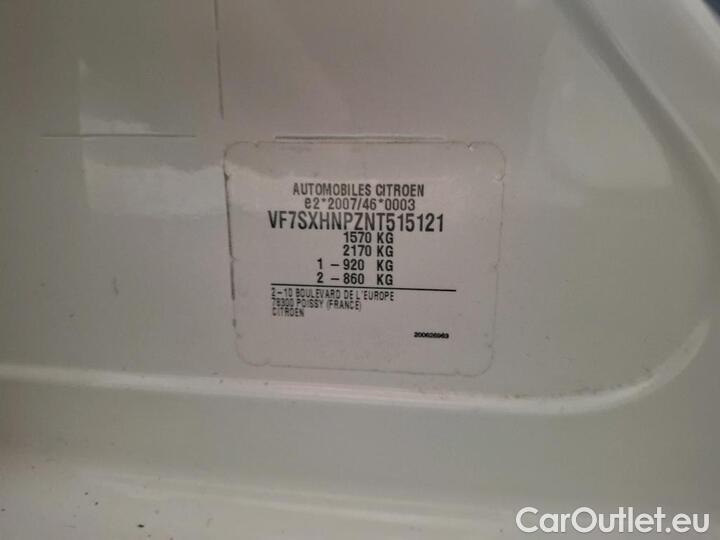 AUTOMOBILES CITROEN
e2*2007/46*0003
VF7SXHNPZNT515121
1570 KG
2170 KG
1 - 920 KG
2 - 860 KG
2-10 BOULEVARD DE L'EUROPE
78300 POISSY (FRANCE)
CITROEN
200626963
CarOutlet.eu